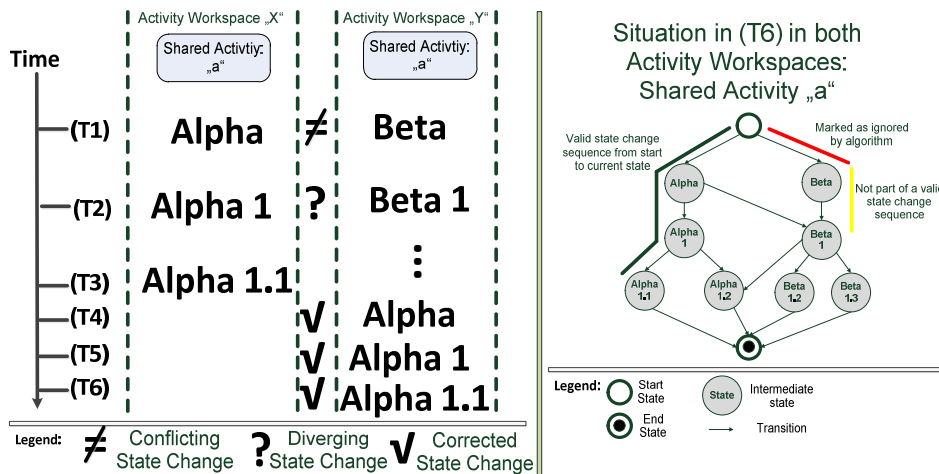 Activity Workspace „X"
Activity Workspace „Y"
Shared Activtiy:
„a"
Shared Activtiy:
„a"
Time
(T1)
Alpha
≠
Beta
(T2)
Alpha 1
?
Beta 1
(T3)
Alpha 1.1
⋮
(T4)
√
Alpha
(T5)
√
Alpha 1
(T6)
√
Alpha 1.1
Legend:
≠
Conflicting
State Change
?
Diverging
State Change
√
Corrected
State Change
Situation in (T6) in both
Activity Workspaces:
Shared Activity „a"
Valid state change
sequence from start
to current state
Marked as ignored
by algorithm
Not part of a valid
state change
sequence
Alpha
Beta
Alpha
1
Beta
1
Alpha
1.1
Alpha
1.2
Beta
1.2
Beta
1.3
Legend:
Start
State
State
Intermediate
state
End
State
Transition